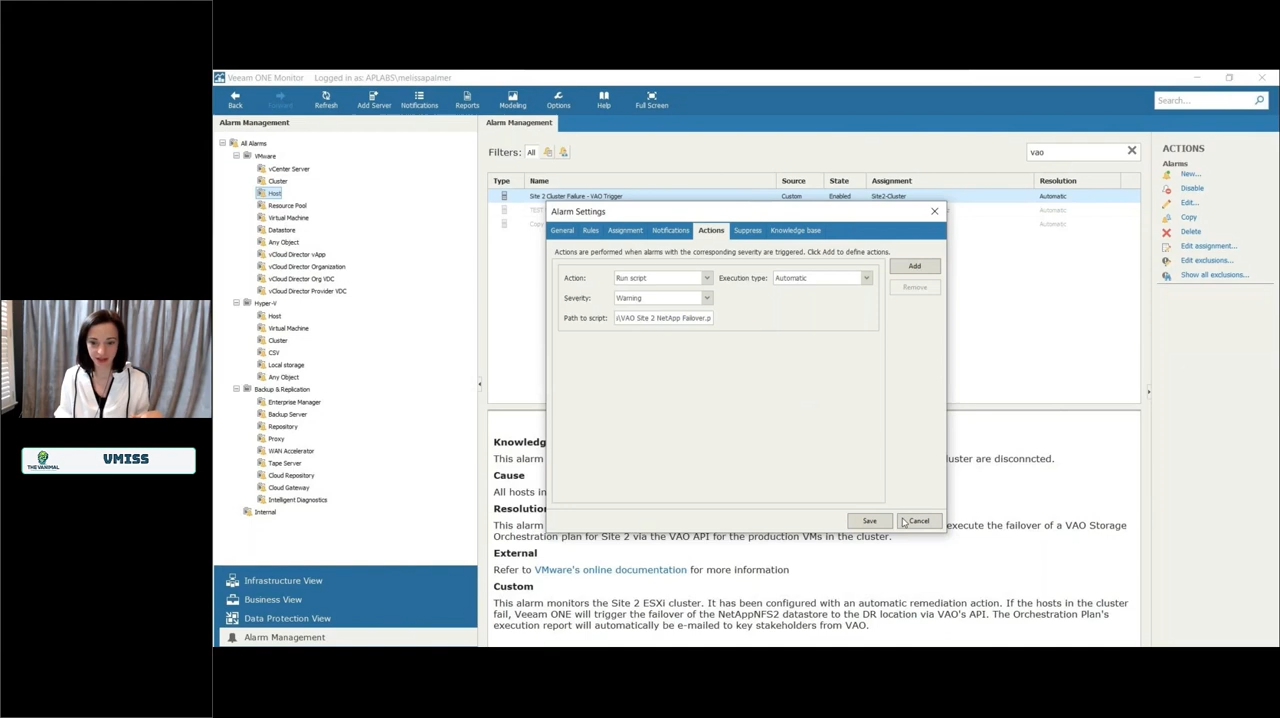 Veeam ONE Monitor Logged in as: APLABS\melissapalmer
Back
Refresh
Add Server
Notifications
Reports
Modeling
Options
Help
Full Screen
Search...
Alarm Management
All Alarms
VMware
vCenter Server
Cluster
Host
Resource Pool
Virtual Machine
Datastore
Any Object
vCloud Director vApp
vCloud Director Organization
vCloud Director Org VDC
vCloud Director Provider VDC
Hyper-V
Host
Virtual Machine
Cluster
CSV
Local storage
Any Object
Backup & Replication
Enterprise Manager
Backup Server
Repository
Proxy
WAN Accelerator
Tape Server
Cloud Repository
Cloud Gateway
Intelligent Diagnostics
Internal
Infrastructure View
Business View
Data Protection View
Alarm Management
Alarm Management
Filters: All
vao
Type Name Source State Assignment Resolution
Site 2 Cluster Failure - VAO Trigger Custom Enabled Site2-Cluster Automatic
TEST Automatic
Copy Automatic
Alarm Settings
General Rules Assignment Notifications Actions Suppress Knowledge base
Actions are performed when alarms with the corresponding severity are triggered. Click Add to define actions.
Action: Run script Execution type: Automatic
Severity: Warning
Path to script: \VAO Site 2 NetApp Failover.p
Add
Remove
Save
Cancel
Knowledg
This alarm luster are disconncted.
Cause
All hosts in
Resolution
This alarm execute the failover of a VAO Storage
Orchestration plan for Site 2 via the VAO API for the production VMs in the cluster.
External
Refer to VMware's online documentation for more information
Custom
This alarm monitors the Site 2 ESXi cluster. It has been configured with an automatic remediation action. If the hosts in the cluster
fail, Veeam ONE will trigger the failover of the NetAppNFS2 datastore to the DR location via VAO's API. The Orchestration Plan's
execution report will automatically be e-mailed to key stakeholders from VAO.
ACTIONS
Alarms
New...
Disable
Edit...
Copy
Delete
Edit assignment...
Edit exclusions...
Show all exclusions...
THE VANIMAL
VMISS